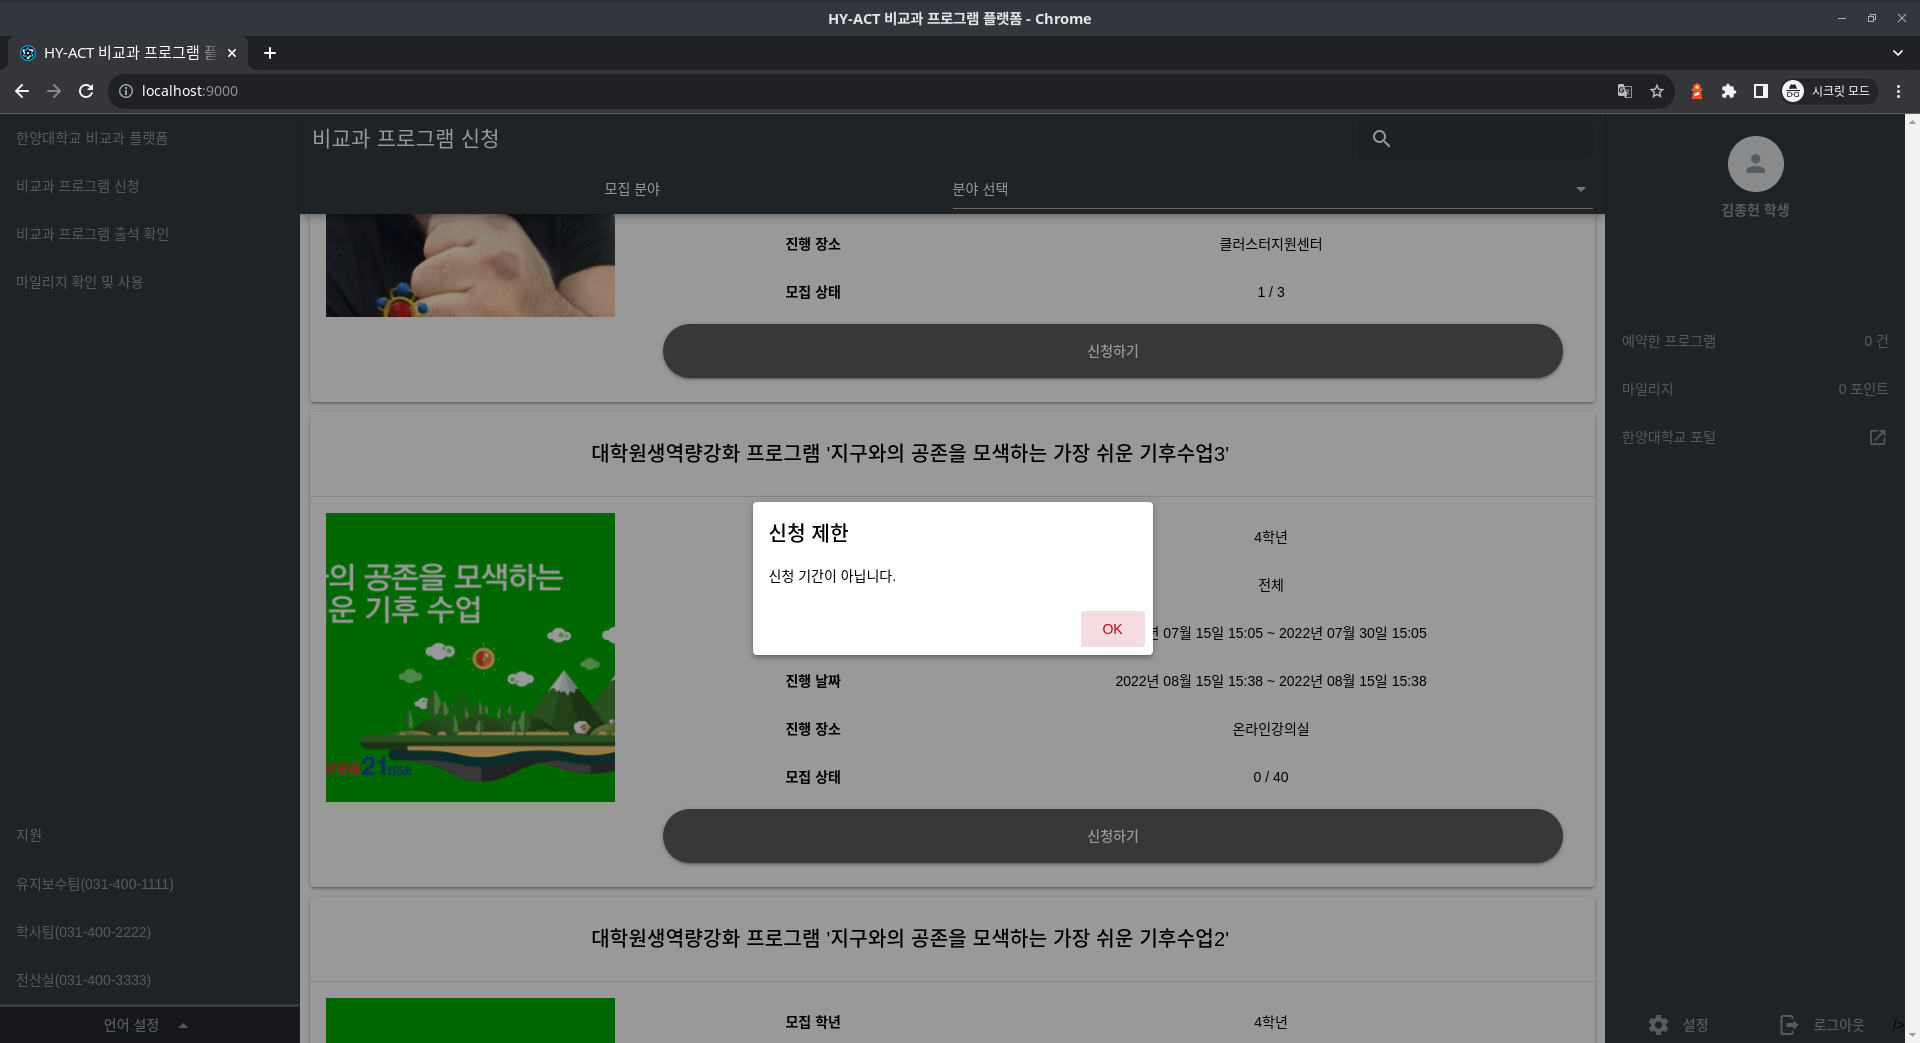 HY-ACT 비교과 프로그램 플랫폼 - Chrome
HY-ACT 비교과 프로그램 플
localhost:9000
시크릿 모드
한양대학교 비교과 플랫폼
비교과 프로그램 신청
비교과 프로그램 출석 확인
마일리지 확인 및 사용
지원
유지보수팀(031-400-1111)
학사팀(031-400-2222)
전산실(031-400-3333)
언어 설정
비교과 프로그램 신청
모집 분야
분야 선택
진행 장소 클러스터지원센터
모집 상태 1 / 3
신청하기
대학원생역량강화 프로그램 '지구와의 공존을 모색하는 가장 쉬운 기후수업3'
의 공존을 모색하는
운 기후 수업
rea21
4학년
전체
년 07월 15일 15:05 ~ 2022년 07월 30일 15:05
진행 날짜 2022년 08월 15일 15:38 ~ 2022년 08월 15일 15:38
진행 장소 온라인강의실
모집 상태 0 / 40
신청하기
신청 제한
신청 기간이 아닙니다.
OK
대학원생역량강화 프로그램 '지구와의 공존을 모색하는 가장 쉬운 기후수업2'
모집 학년 4학년
김종헌 학생
예약한 프로그램 0 건
마일리지 0 포인트
한양대학교 포털
설정
로그아웃
/>